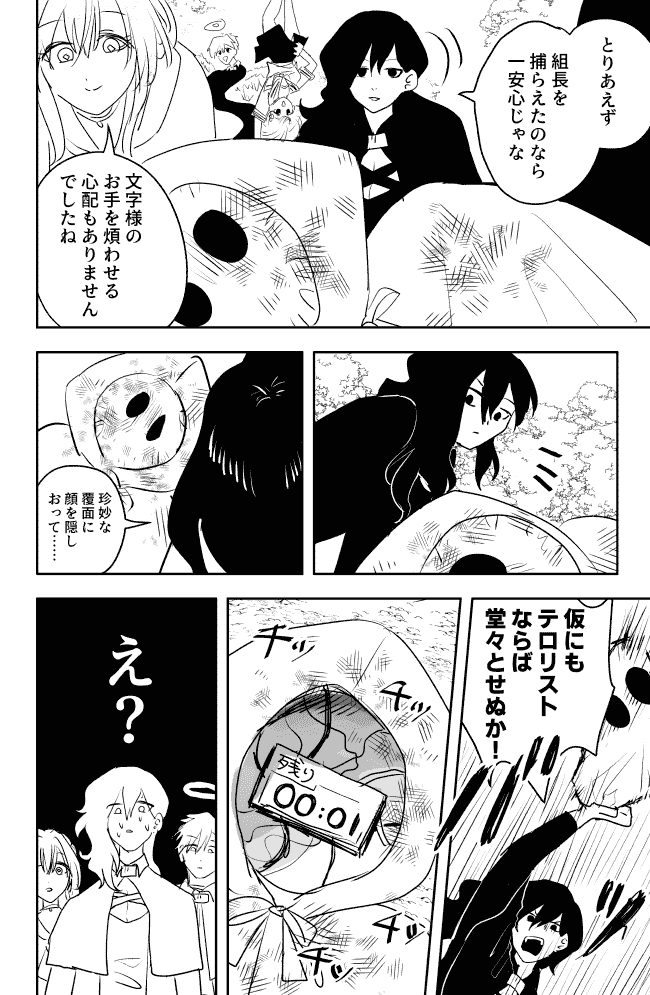 とりあえず
組長を
捕らえたのなら
一安心じゃな
文字様の
お手を煩わせる
心配もありません
でしたね
珍妙な
覆面に
顔を隠し
おって……
仮にも
テロリスト
ならば
堂々とせぬか！
チッ
チッ
残り
00:01
チッ
チッ
え？